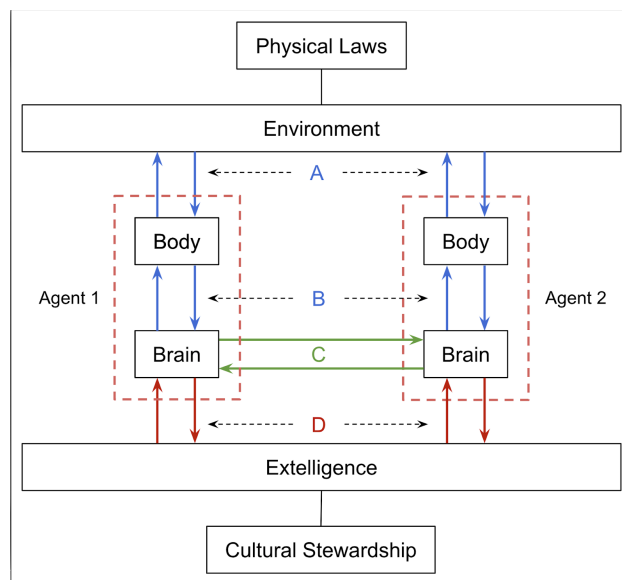 Physical Laws
Environment
A
Body
Body
Agent 1
B
Agent 2
Brain
C
Brain
D
Extelligence
Cultural Stewardship